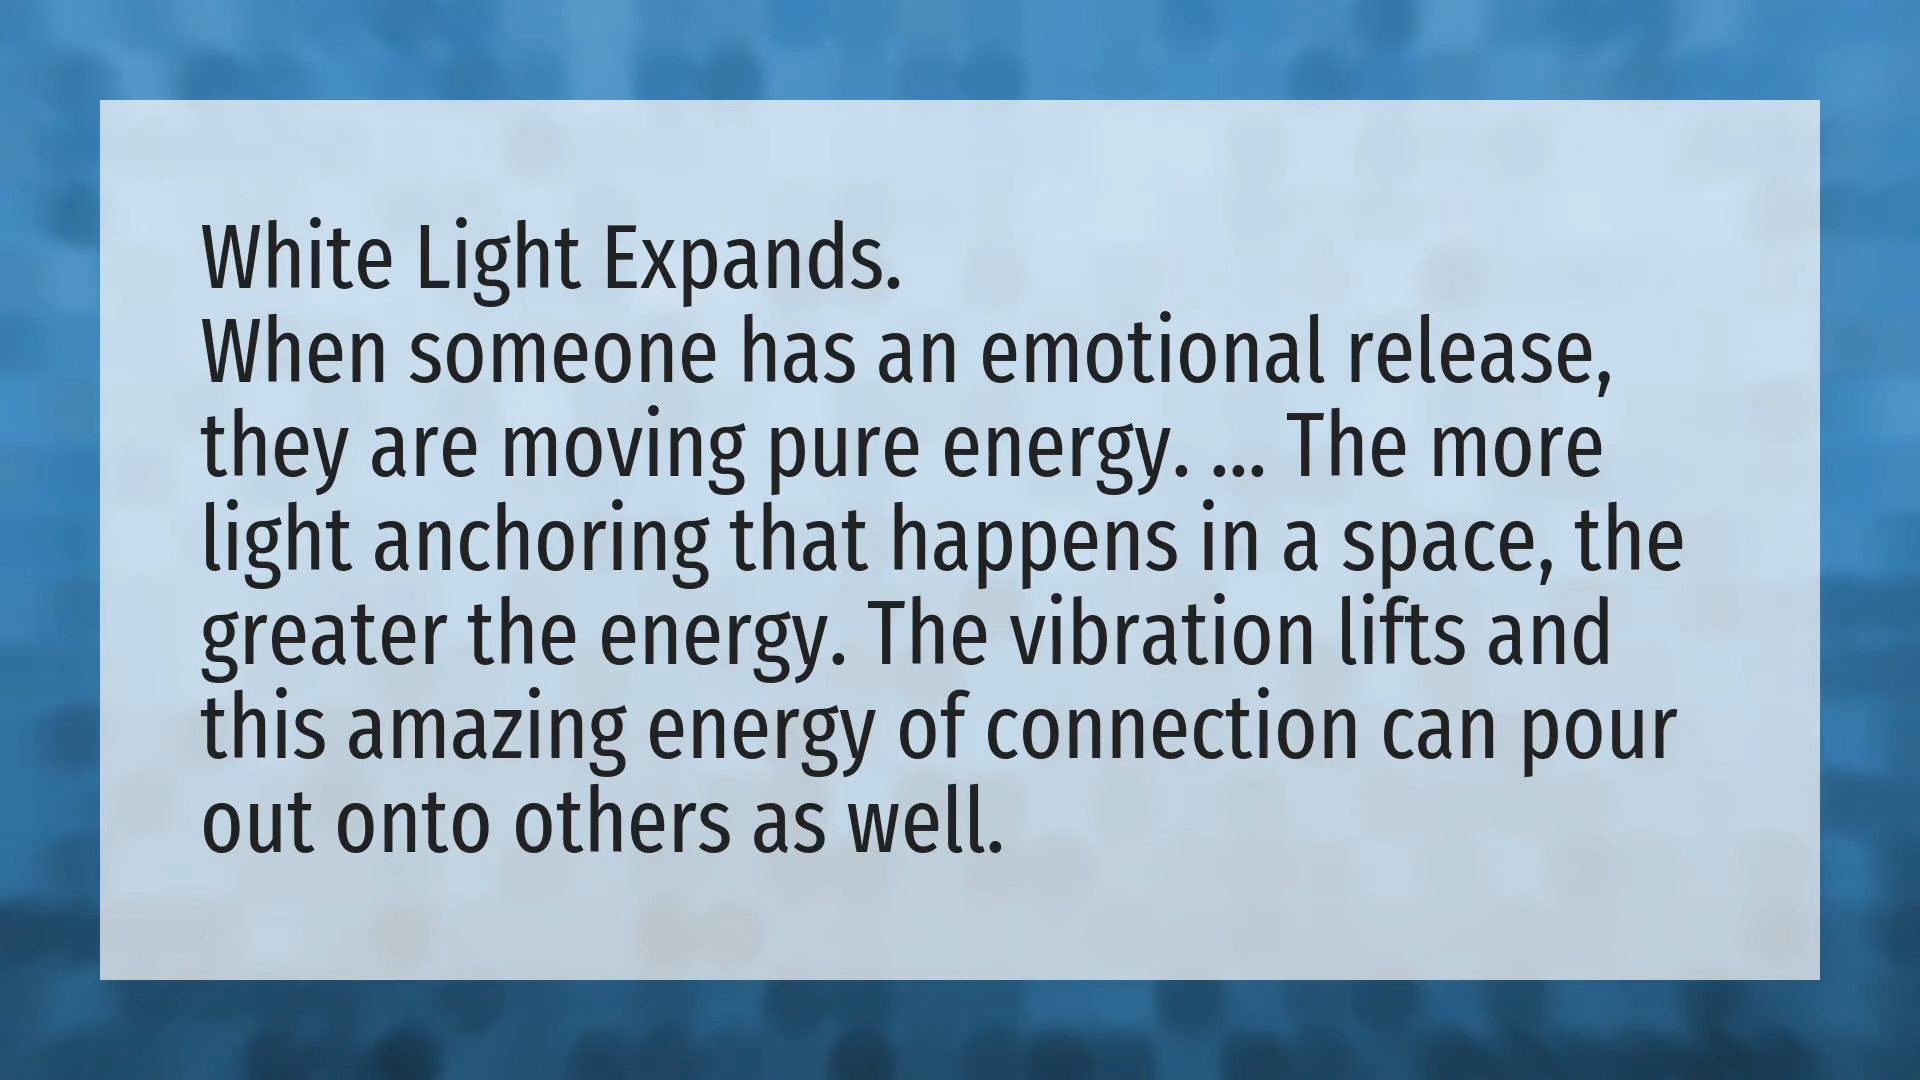 White Light Expands.
When someone has an emotional release,
they are moving pure energy. ... The more
light anchoring that happens in a space, the
greater the energy. The vibration lifts and
this amazing energy of connection can pour
out onto others as well.